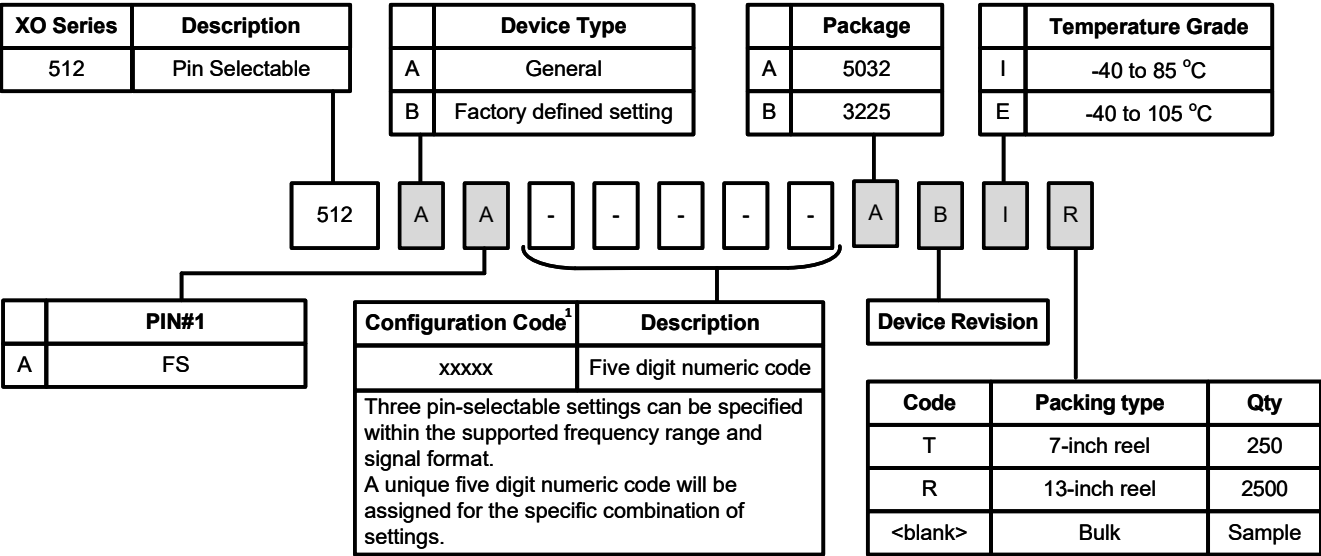 XO Series Description
512 Pin Selectable
Device Type
A General
B Factory defined setting
Package
A 5032
B 3225
Temperature Grade
I -40 to 85 °C
E -40 to 105 °C
512 A A - - - - - A B I R
PIN#1
A FS
Configuration Code¹ Description
xxxxx Five digit numeric code
Three pin-selectable settings can be specified
within the supported frequency range and
signal format.
A unique five digit numeric code will be
assigned for the specific combination of
settings.
Device Revision
Code Packing type Qty
T 7-inch reel 250
R 13-inch reel 2500
<blank> Bulk Sample